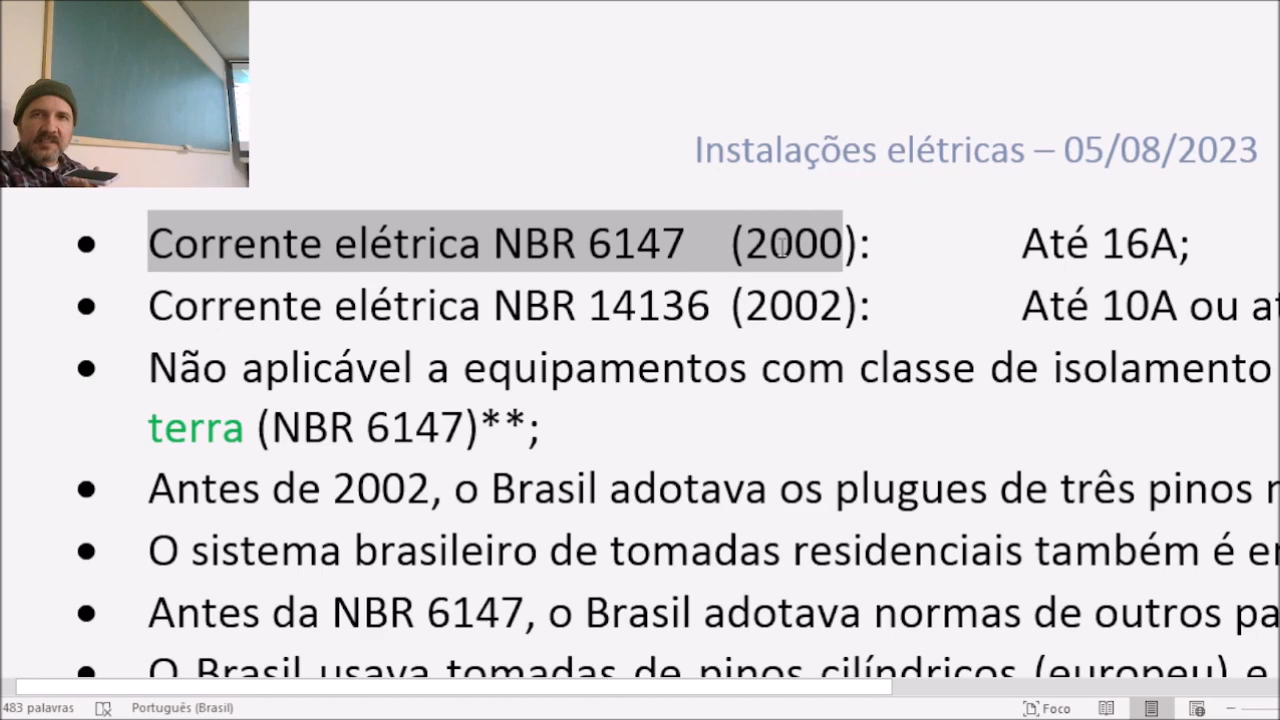 Instalações elétricas – 05/08/2023
• Corrente elétrica NBR 6147 (2000): Até 16A;
• Corrente elétrica NBR 14136 (2002): Até 10A ou
• Não aplicável a equipamentos com classe de isolamento
terra (NBR 6147)**;
• Antes de 2002, o Brasil adotava os plugues de três pinos
• O sistema brasileiro de tomadas residenciais também é
• Antes da NBR 6147, o Brasil adotava normas de outros
• O Brasil usava tomadas de pinos cilíndricos (europeu) e
483 palavras Português (Brasil) Foco